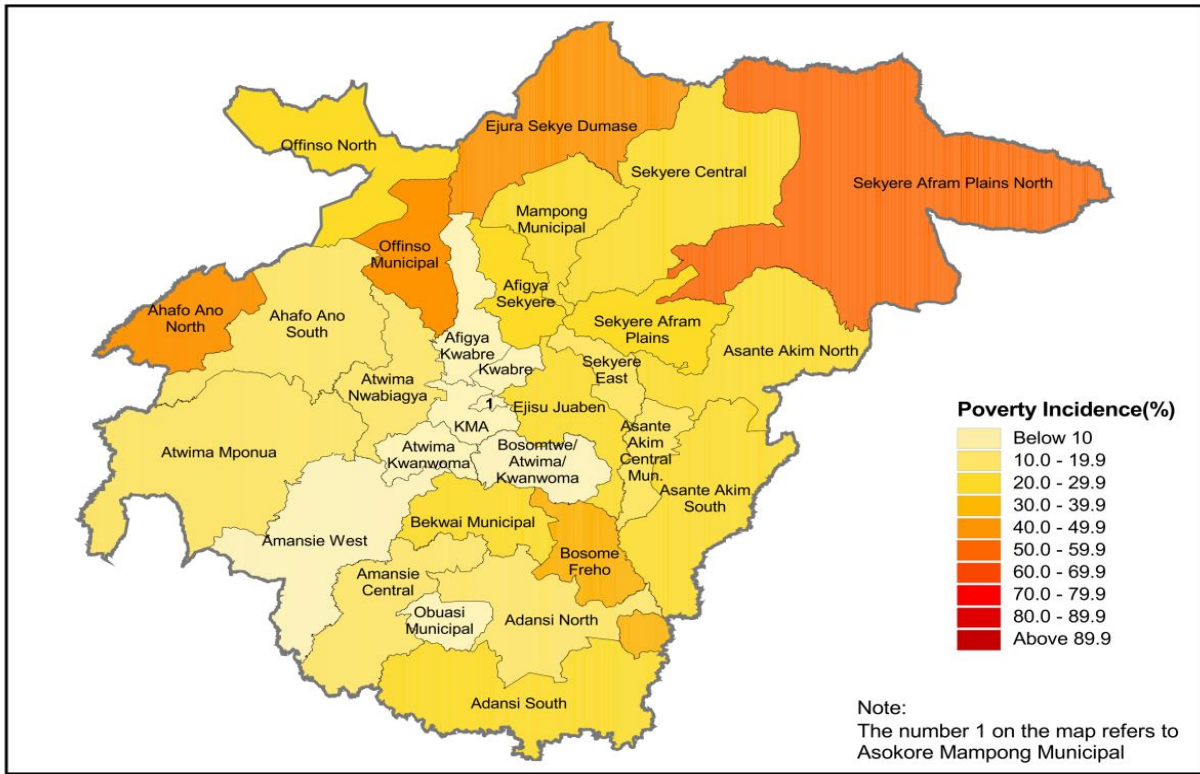 Ejura Sekye Dumase
Offinso North
Sekyere Central
Sekyere Afram Plains North
Mampong
Municipal
Offinso
Municipal
Afigya
Sekyere
Ahafo Ano
North
Ahafo Ano
South
Sekyere Afram
Plains
Afigya
Kwabre
Asante Akim North
Kwabre
Sekyere
East
Atwima
Nwabiagya
1
Ejisu Juaben
KMA
Asante
Akim
Central
Mun.
Atwima Mponua
Atwima
Kwanwoma
Bosomtwe/
Atwima/
Kwanwoma
Asante Akim
South
Bekwai Municipal
Amansie West
Bosome
Freho
Amansie
Central
Obuasi
Municipal
Adansi North
Adansi South
Poverty Incidence(%)
Below 10
10.0 - 19.9
20.0 - 29.9
30.0 - 39.9
40.0 - 49.9
50.0 - 59.9
60.0 - 69.9
70.0 - 79.9
80.0 - 89.9
Above 89.9
Note:
The number 1 on the map refers to
Asokore Mampong Municipal